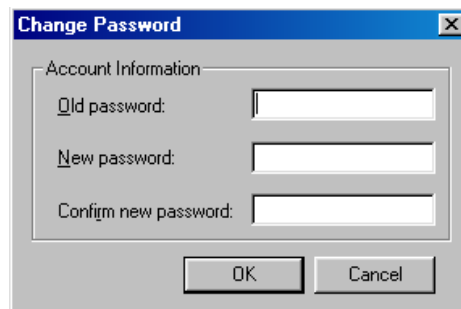 Change Password
Account Information
Old password:
New password:
Confirm new password:
OK
Cancel